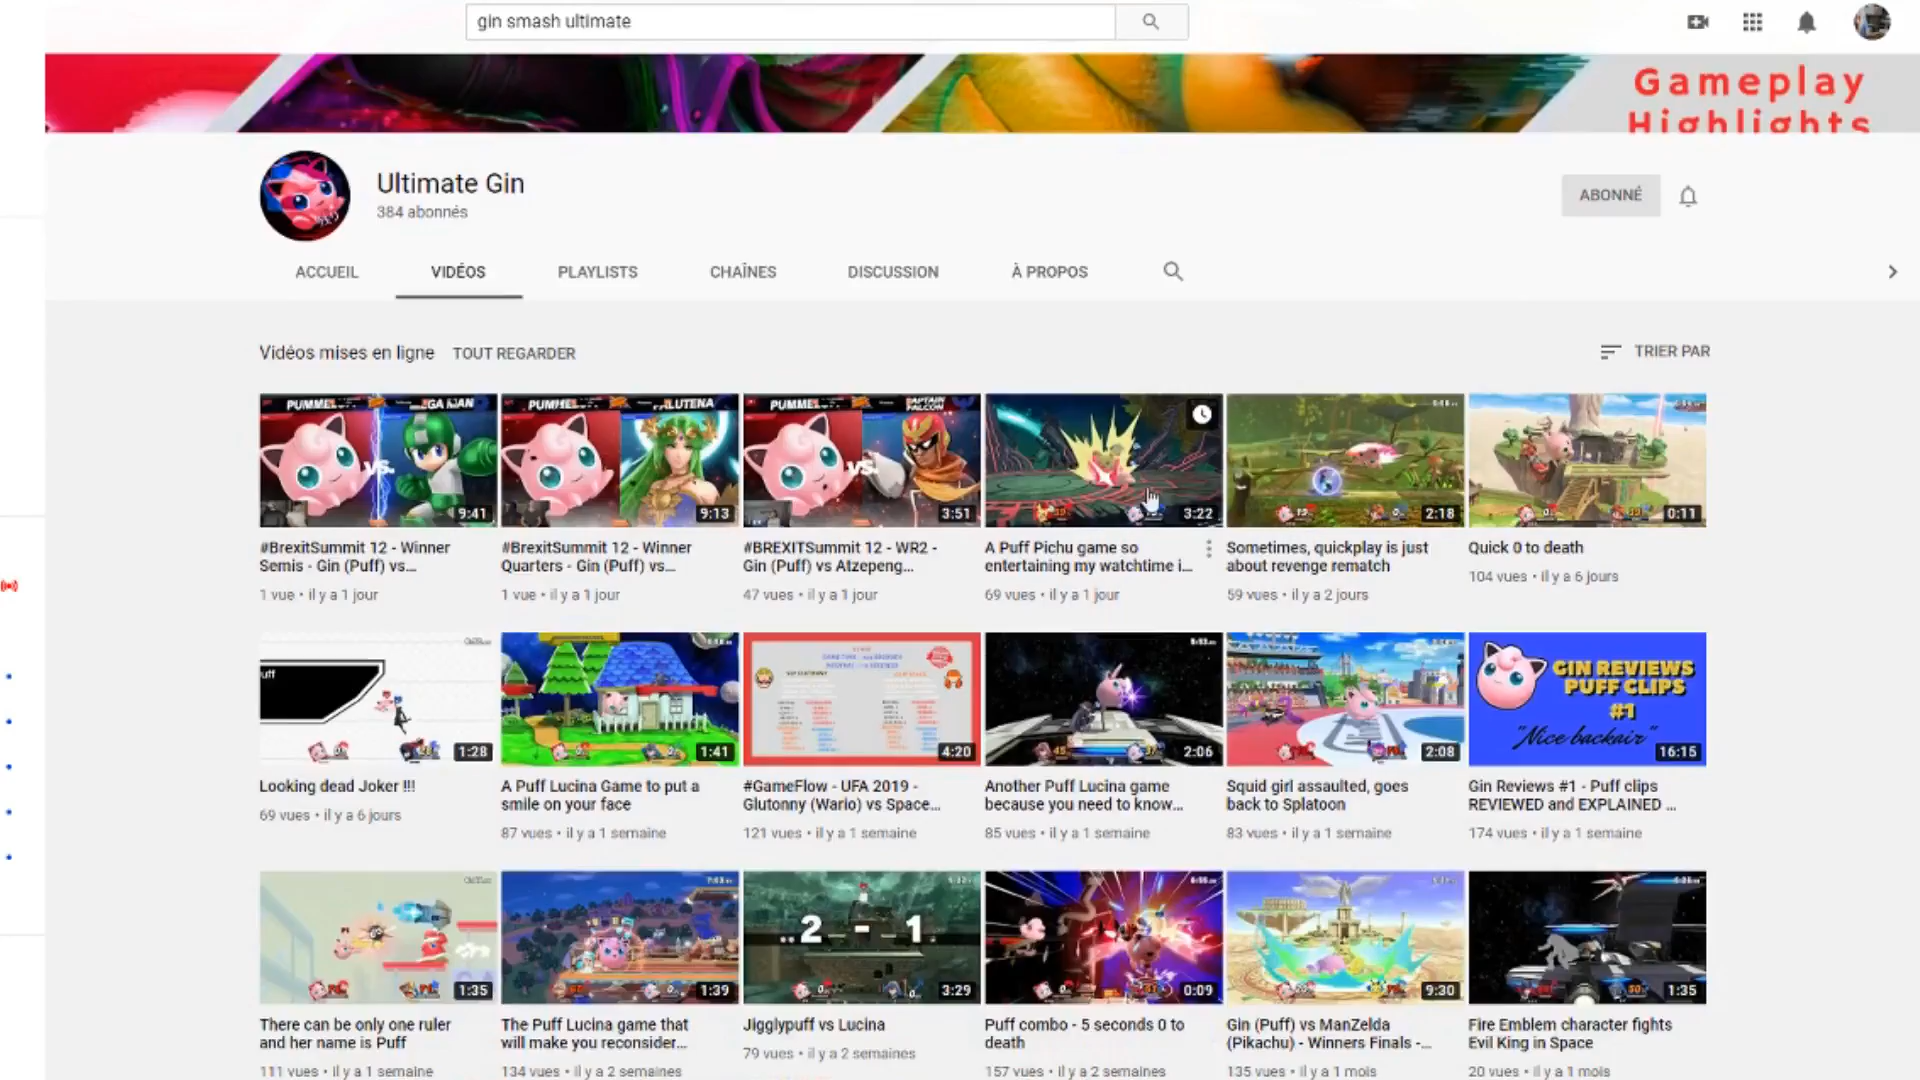 gin smash ultimate
Gameplay
Highlights
Ultimate Gin
384 abonnés
ABONNÉ
ACCUEIL VIDÉOS PLAYLISTS CHAÎNES DISCUSSION À PROPOS
Vidéos mises en ligne TOUT REGARDER
TRIER PAR
VS.
9:41
9:13
VS.
3:51
3:22
2:18
0:11
#BrexitSummit 12 - Winner
Semis - Gin (Puff) vs...
1 vue • il y a 1 jour
#BrexitSummit 12 - Winner
Quarters - Gin (Puff) vs...
1 vue • il y a 1 jour
#BREXITSummit 12 - WR2 -
Gin (Puff) vs Atzepeng...
47 vues • il y a 1 jour
A Puff Pichu game so
entertaining my watchtime i...
69 vues • il y a 1 jour
Sometimes, quickplay is just
about revenge rematch
59 vues • il y a 2 jours
Quick 0 to death
104 vues • il y a 6 jours
1:28
1:41
4:20
2:06
2:08
GIN REVIEWS
PUFF CLIPS
#1
"Nice backair"
16:15
Looking dead Joker !!!
69 vues • il y a 6 jours
A Puff Lucina Game to put a
smile on your face
87 vues • il y a 1 semaine
#GameFlow - UFA 2019 -
Glutonny (Wario) vs Space...
121 vues • il y a 1 semaine
Another Puff Lucina game
because you need to know...
85 vues • il y a 1 semaine
Squid girl assaulted, goes
back to Splatoon
83 vues • il y a 1 semaine
Gin Reviews #1 - Puff clips
REVIEWED and EXPLAINED ...
174 vues • il y a 1 semaine
1:35
1:39
2 - 1
3:29
0:09
9:30
1:35
There can be only one ruler
and her name is Puff
111 vues • il y a 1 semaine
The Puff Lucina game that
will make you reconsider...
134 vues • il y a 2 semaines
Jigglypuff vs Lucina
79 vues • il y a 2 semaines
Puff combo - 5 seconds 0 to
death
157 vues • il y a 2 semaines
Gin (Puff) vs ManZelda
(Pikachu) - Winners Finals -...
135 vues • il y a 1 mois
Fire Emblem character fights
Evil King in Space
20 vues • il y a 1 mois